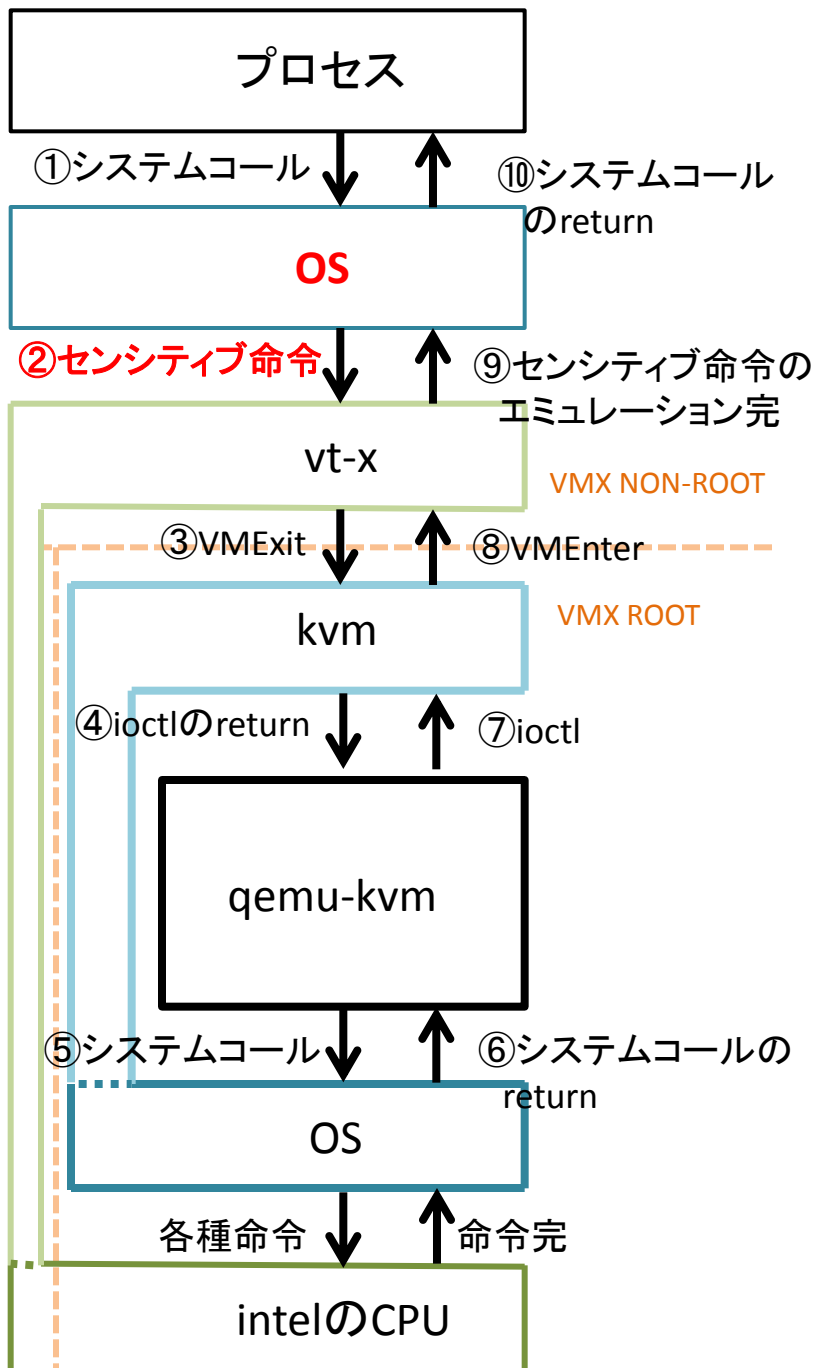 プロセス
①システムコール
⑩システムコール
のreturn
OS
②センシティブ命令
⑨センシティブ命令の
エミュレーション完
vt-x
VMX NON-ROOT
③VMExit
⑧VMEnter
kvm
VMX ROOT
④ioctlのreturn
⑦ioctl
qemu-kvm
⑤システムコール
⑥システムコールの
return
OS
各種命令
命令完
intelのCPU